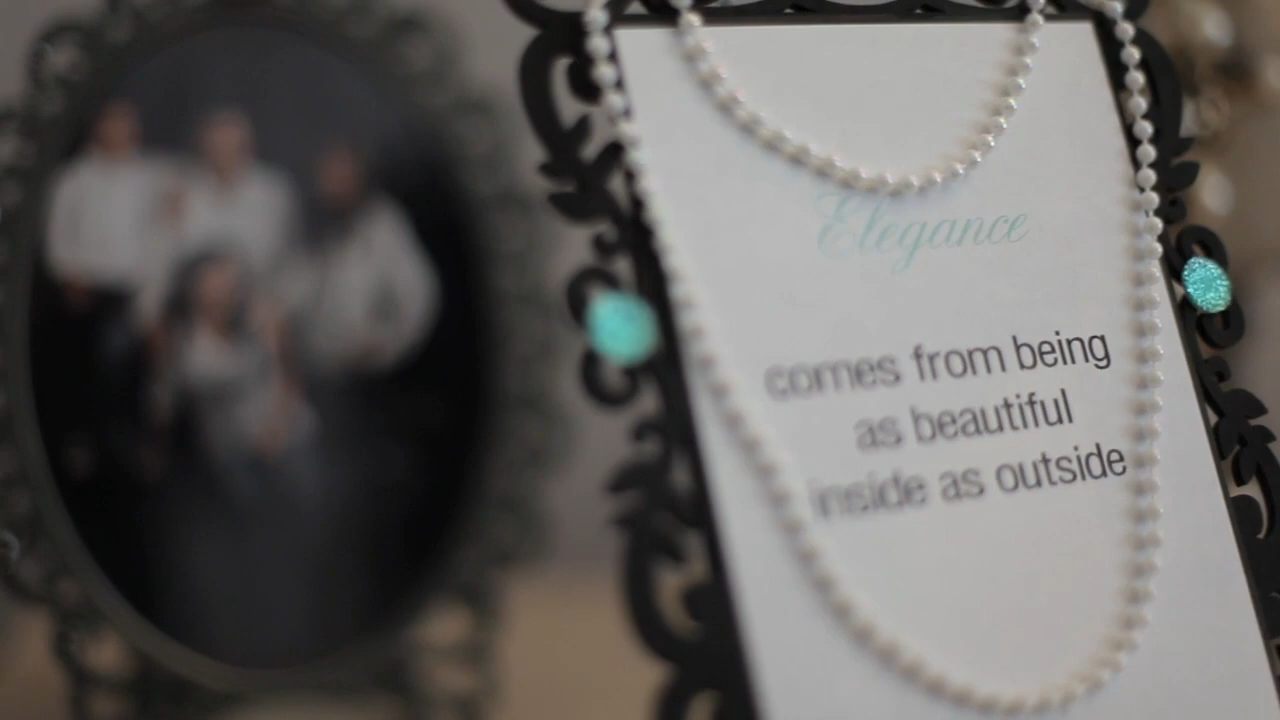 Elegance
comes from being
as beautiful
inside as outside